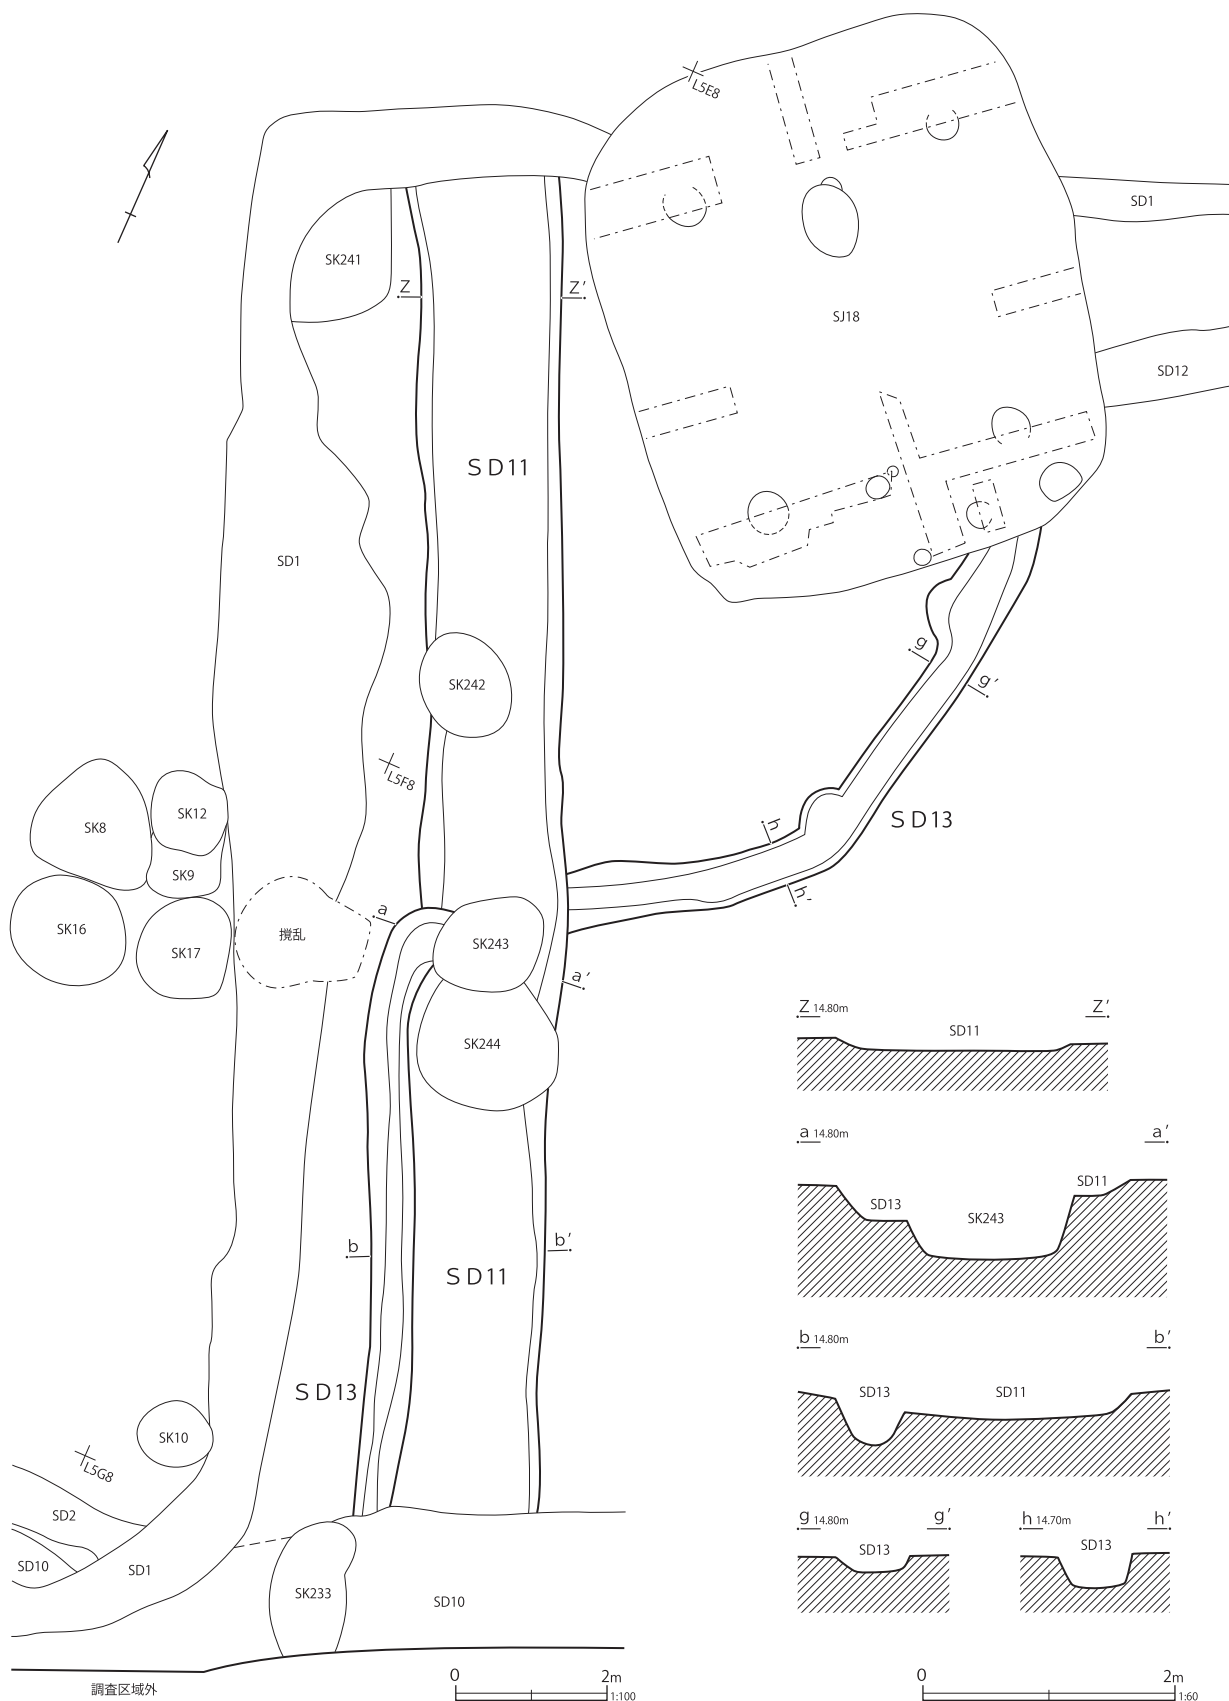 L5E8
SK241
SD1
Z
Z'
SJ18
SD12
SD11
SD1
SK242
g
g'
L5F8
SK8
SK12
SK9
h
h'
SD13
SK16
SK17
撹乱
a
SK243
a'
SK244
Z 14.80m
Z'
SD11
a 14.80m
a'
SD13
SK243
SD11
b
b'
SD11
SD13
b 14.80m
b'
SD13
SD11
SK10
L5G8
SD2
SD10
SD1
SK233
SD10
g 14.80m
g'
SD13
h 14.70m
h'
SD13
調査区域外
0
2m
1:100
0
2m
1:60